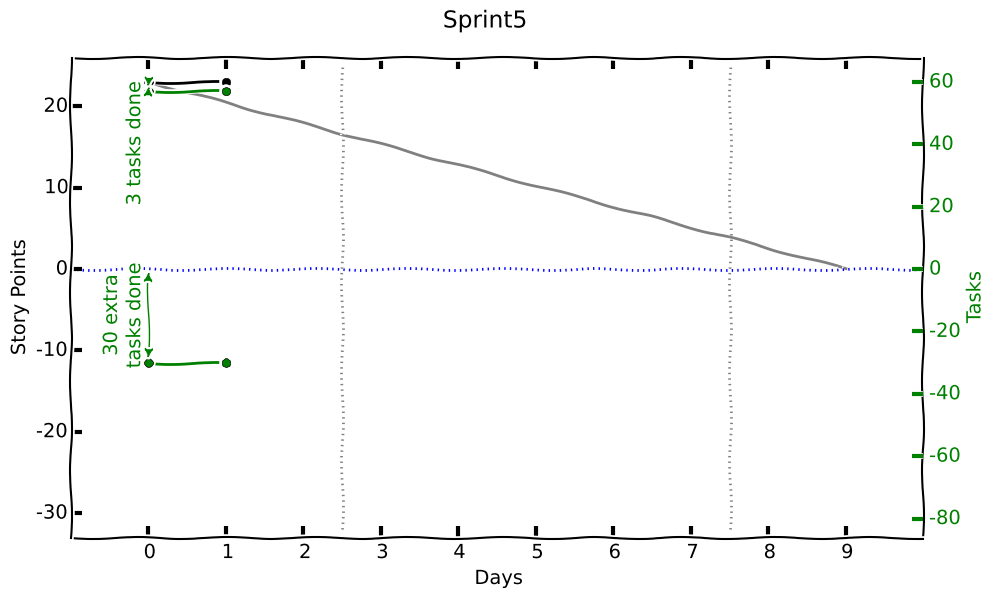 Sprint5
3 tasks done
30 extra
tasks done
Story Points
20
10
0
-10
-20
-30
60
40
20
0
-20
-40
-60
-80
Tasks
0 1 2 3 4 5 6 7 8 9
Days